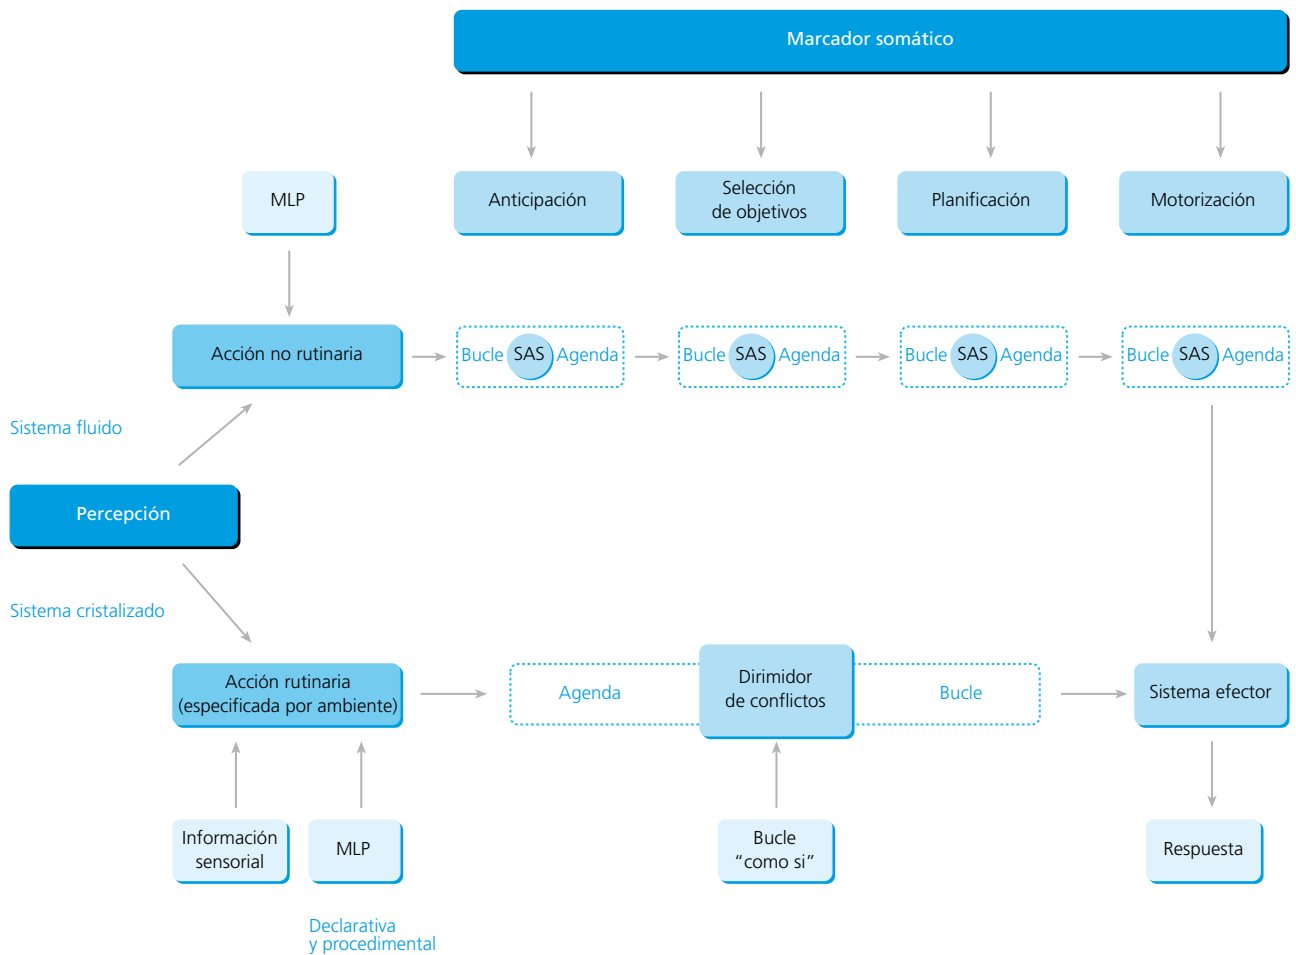 Marcador somático
MLP
Anticipación
Selección
de objetivos
Planificación
Motorización
Acción no rutinaria
Bucle SAS Agenda
Bucle SAS Agenda
Bucle SAS Agenda
Bucle SAS Agenda
Sistema fluido
Percepción
Sistema cristalizado
Acción rutinaria
(especificada por ambiente)
Agenda
Dirimidor
de conflictos
Bucle
Sistema efector
Información
sensorial
MLP
Bucle
“como si”
Respuesta
Declarativa
y procedimental